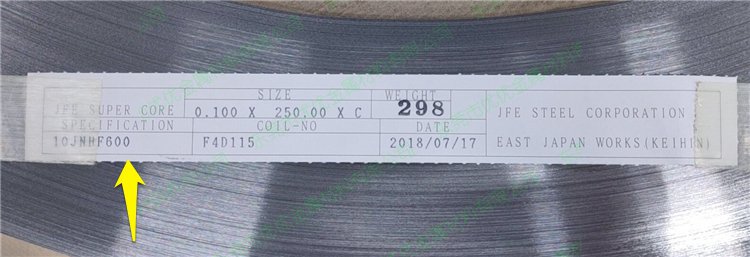 JFE SUPER CORE
SIZE
0.100 X 250.00 X C
WEIGHT
298
JFE STEEL CORPORATION
SPECIFICATION
10JNHF600
COIL-NO
F4D115
DATE
2018/07/17
EAST JAPAN WORKS(KEIHIN)